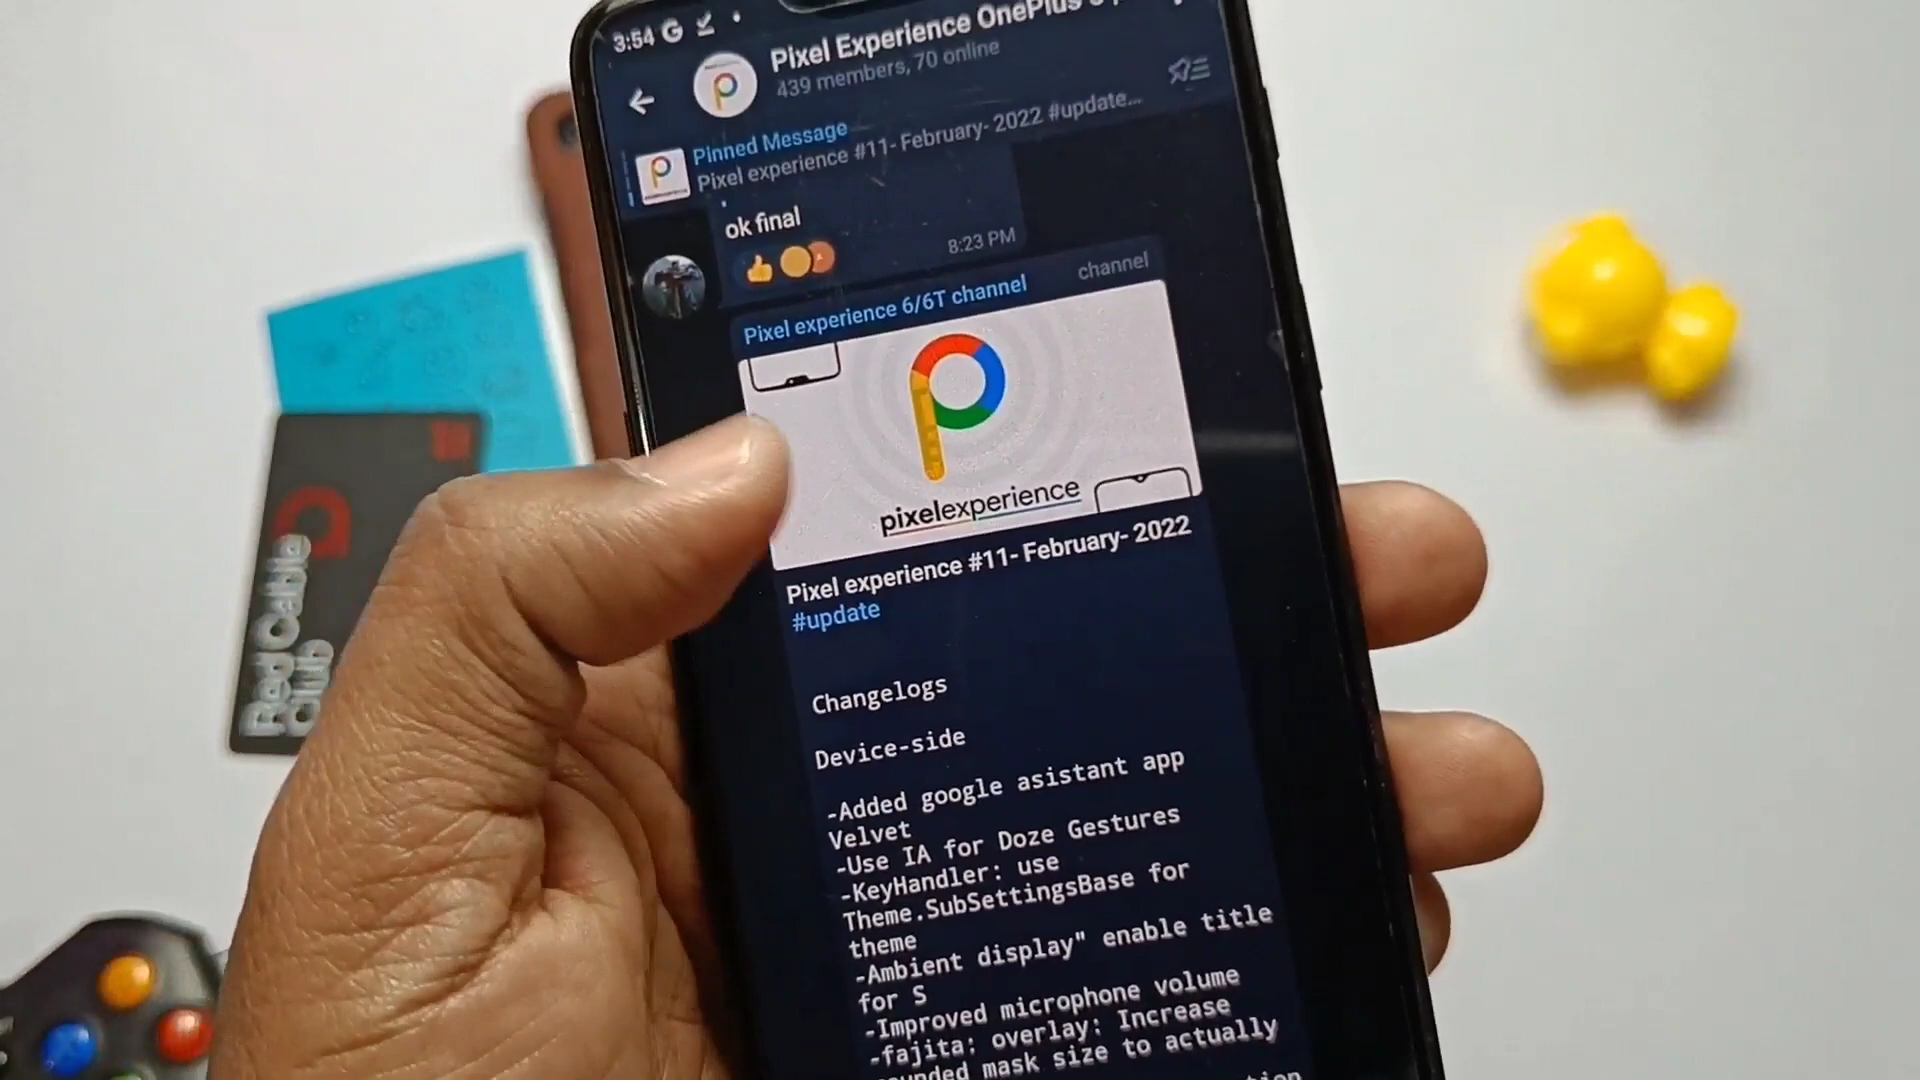 3:54
Pixel Experience OnePlus
439 members, 70 online
Pinned Message
Pixel experience #11- February- 2022 #update...
ok final
8:23 PM
Pixel experience 6/6T channel
channel
pixelexperience
Pixel experience #11- February- 2022
#update
Changelogs
Device-side
-Added google asistant app
Velvet
-Use IA for Doze Gestures
-KeyHandler: use
Theme.SubSettingsBase for
theme
-Ambient display" enable title
for S
-Improved microphone volume
-fajita: overlay: Increase
mask size to actually
Red Cable
Club